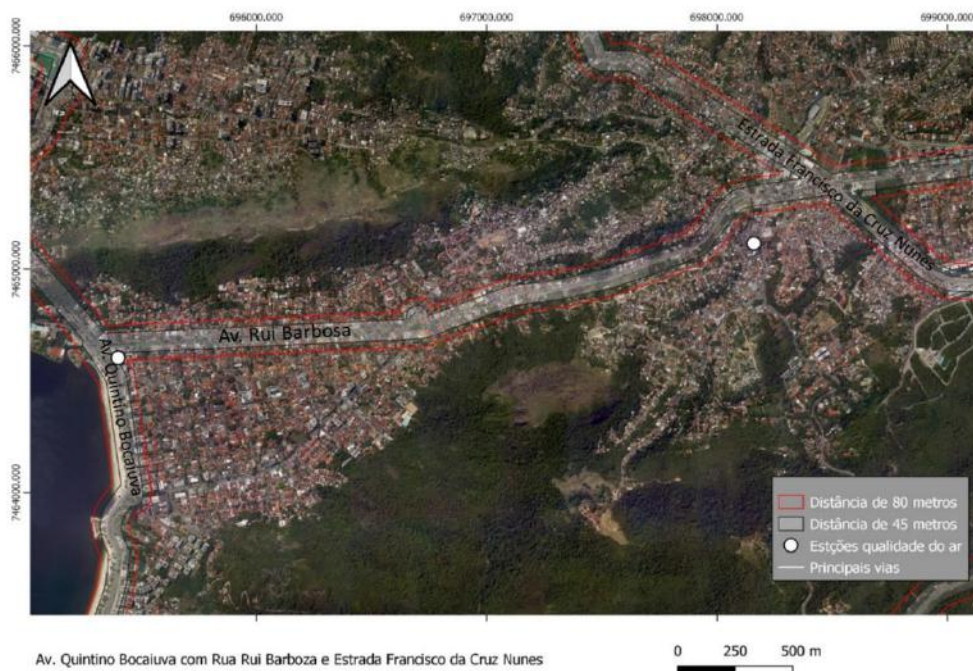 696000.000 697000.000 698000.000 699000.000
7466000.000
7465000.000
7464000.000
Estrada Francisco da Cruz Nunes
Av. Rui Barbosa
Av. Quintino Bocaiuva
Distância de 80 metros
Distância de 45 metros
Estções qualidade do ar
Principais vias
Av. Quintino Bocaiuva com Rua Rui Barboza e Estrada Francisco da Cruz Nunes
0 250 500 m